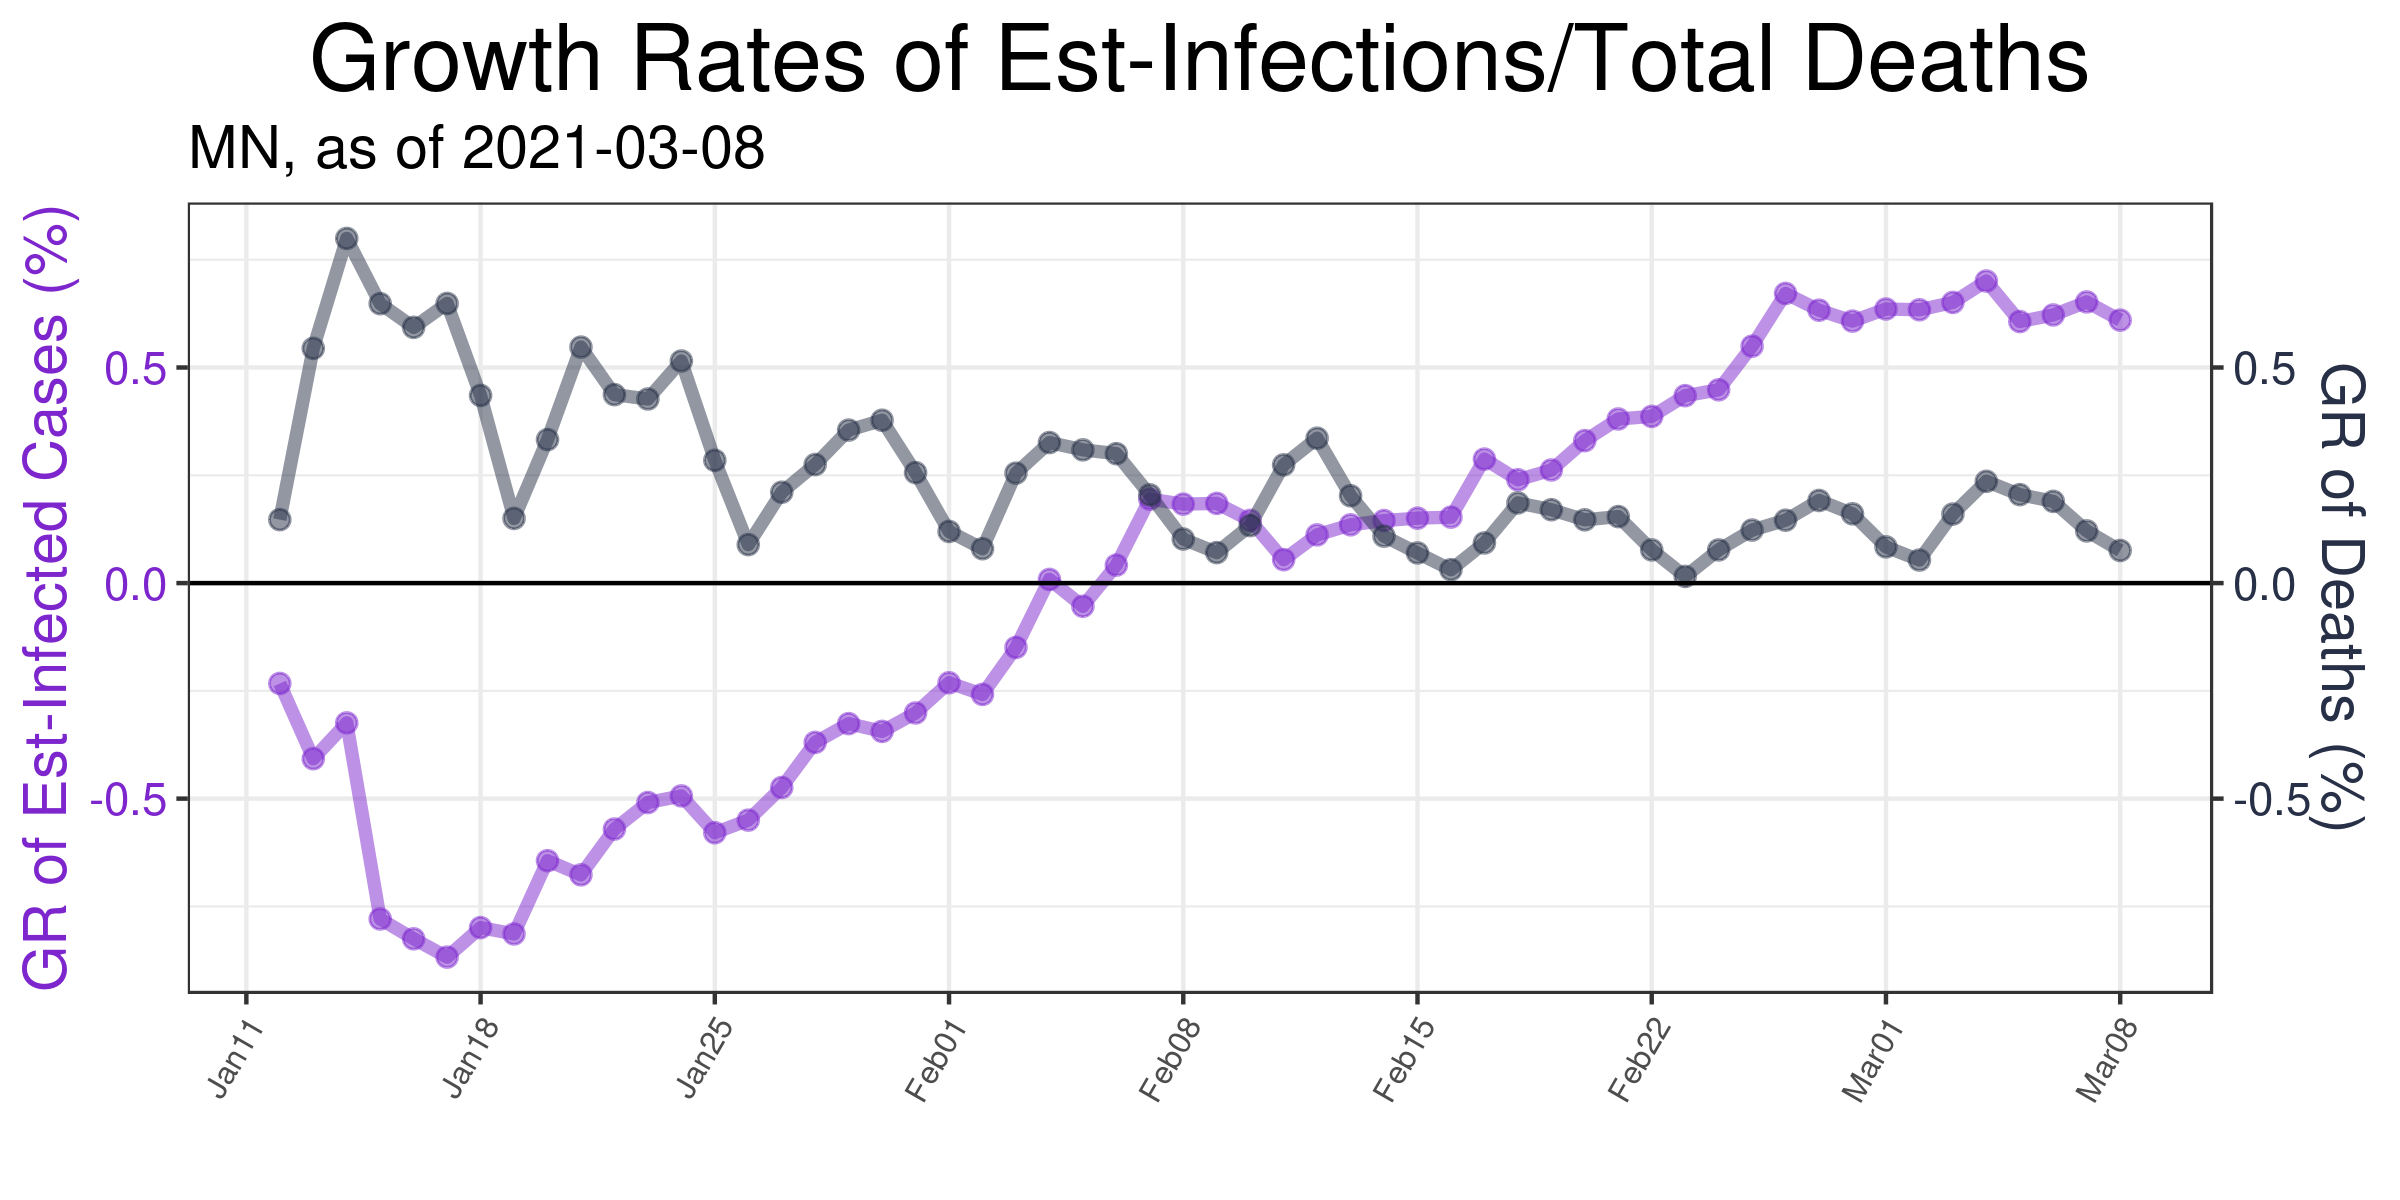 Growth Rates of Est-Infections/Total Deaths
MN, as of 2021-03-08
GR of Est-Infected Cases (%)
0.5
0.0
-0.5
0.5
0.0
-0.5
GR of Deaths (%)
Jan11
Jan18
Jan25
Feb01
Feb08
Feb15
Feb22
Mar01
Mar08